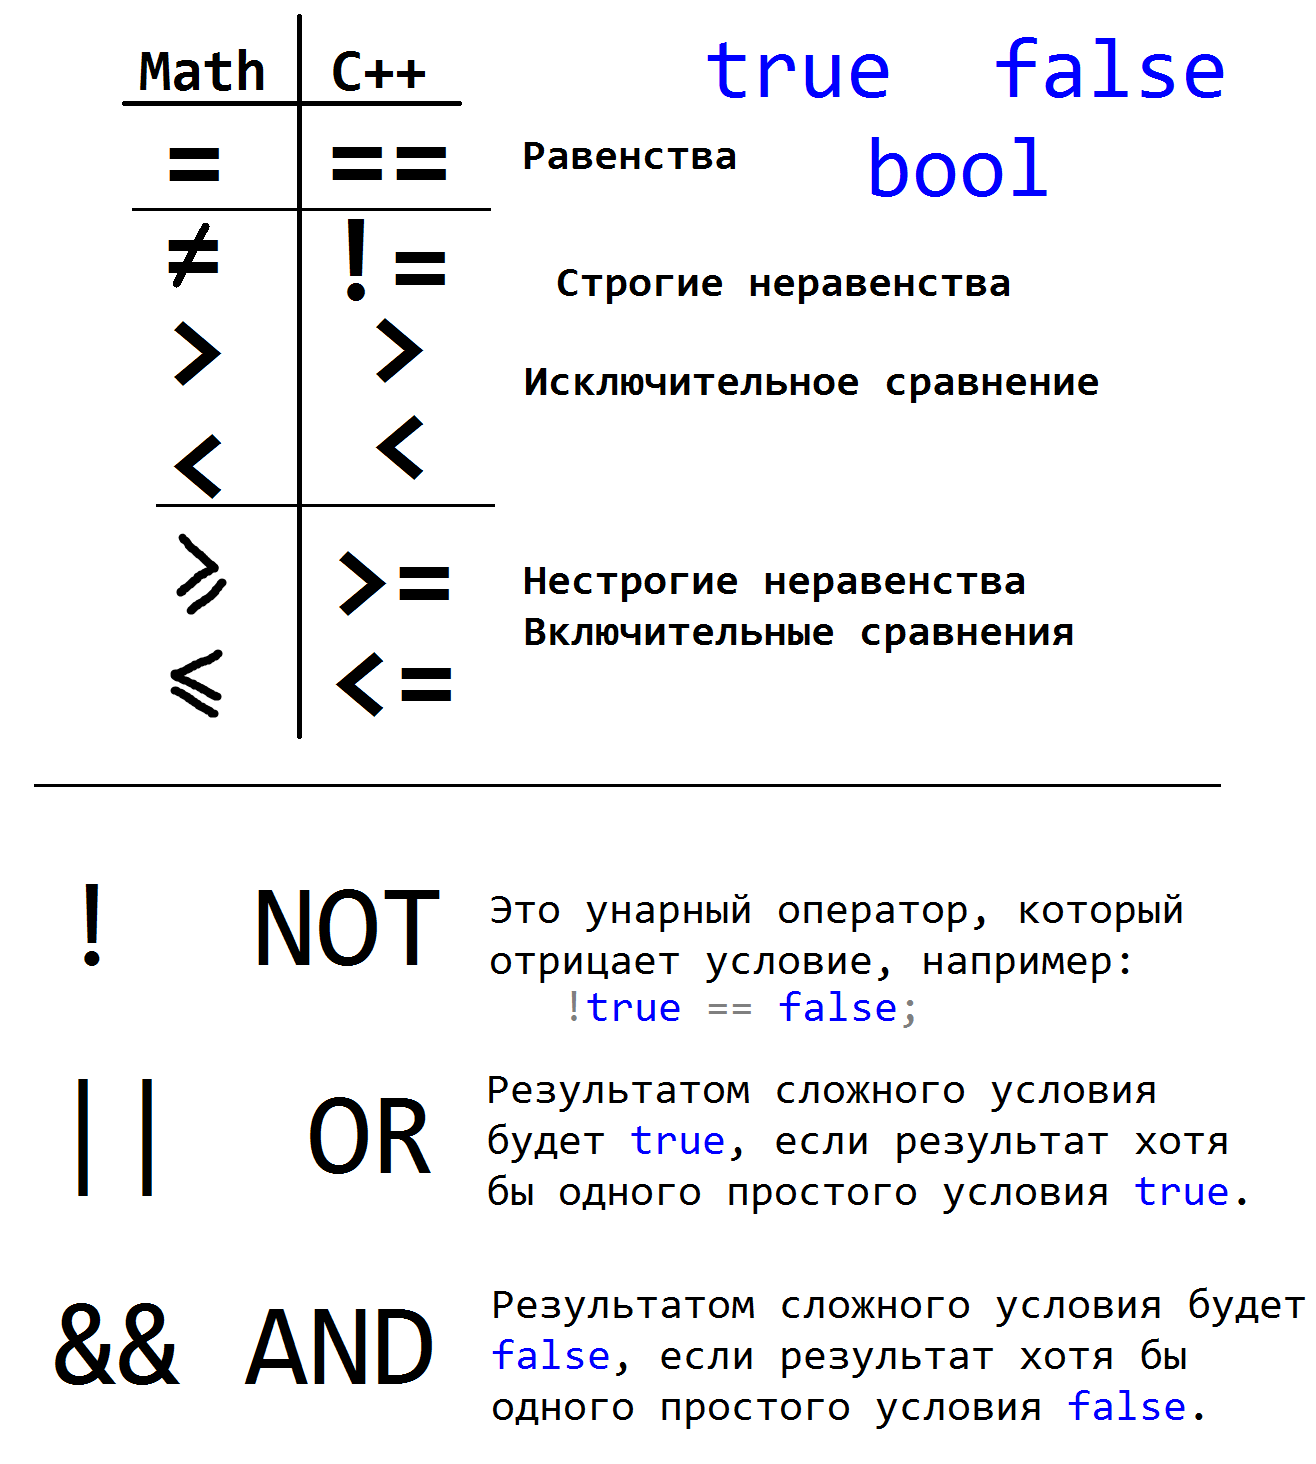 Math C++
true false
bool
= == Равенства
≠ != Строгие неравенства
> >
Исключительное сравнение
< <
⩾ >= Нестрогие неравенства
Включительные сравнения
⩽ <=
! NOT Это унарный оператор, который
отрицает условие, например:
!true == false;
|| OR Результатом сложного условия
будет true, если результат хотя
бы одного простого условия true.
&& AND Результатом сложного условия будет
false, если результат хотя бы
одного простого условия false.